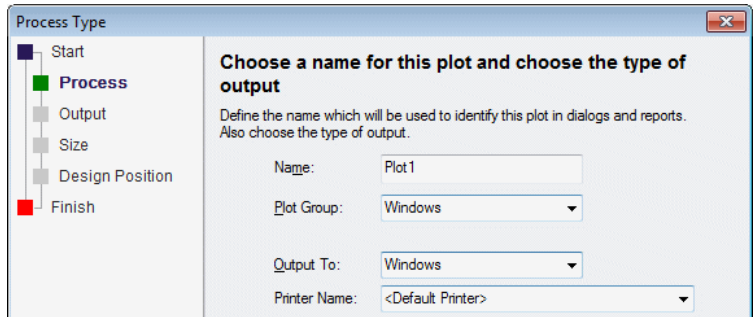 Process Type
Start
Process
Output
Size
Design Position
Finish
Choose a name for this plot and choose the type of
output
Define the name which will be used to identify this plot in dialogs and reports.
Also choose the type of output.
Name: Plot1
Plot Group: Windows
Output To: Windows
Printer Name: <Default Printer>